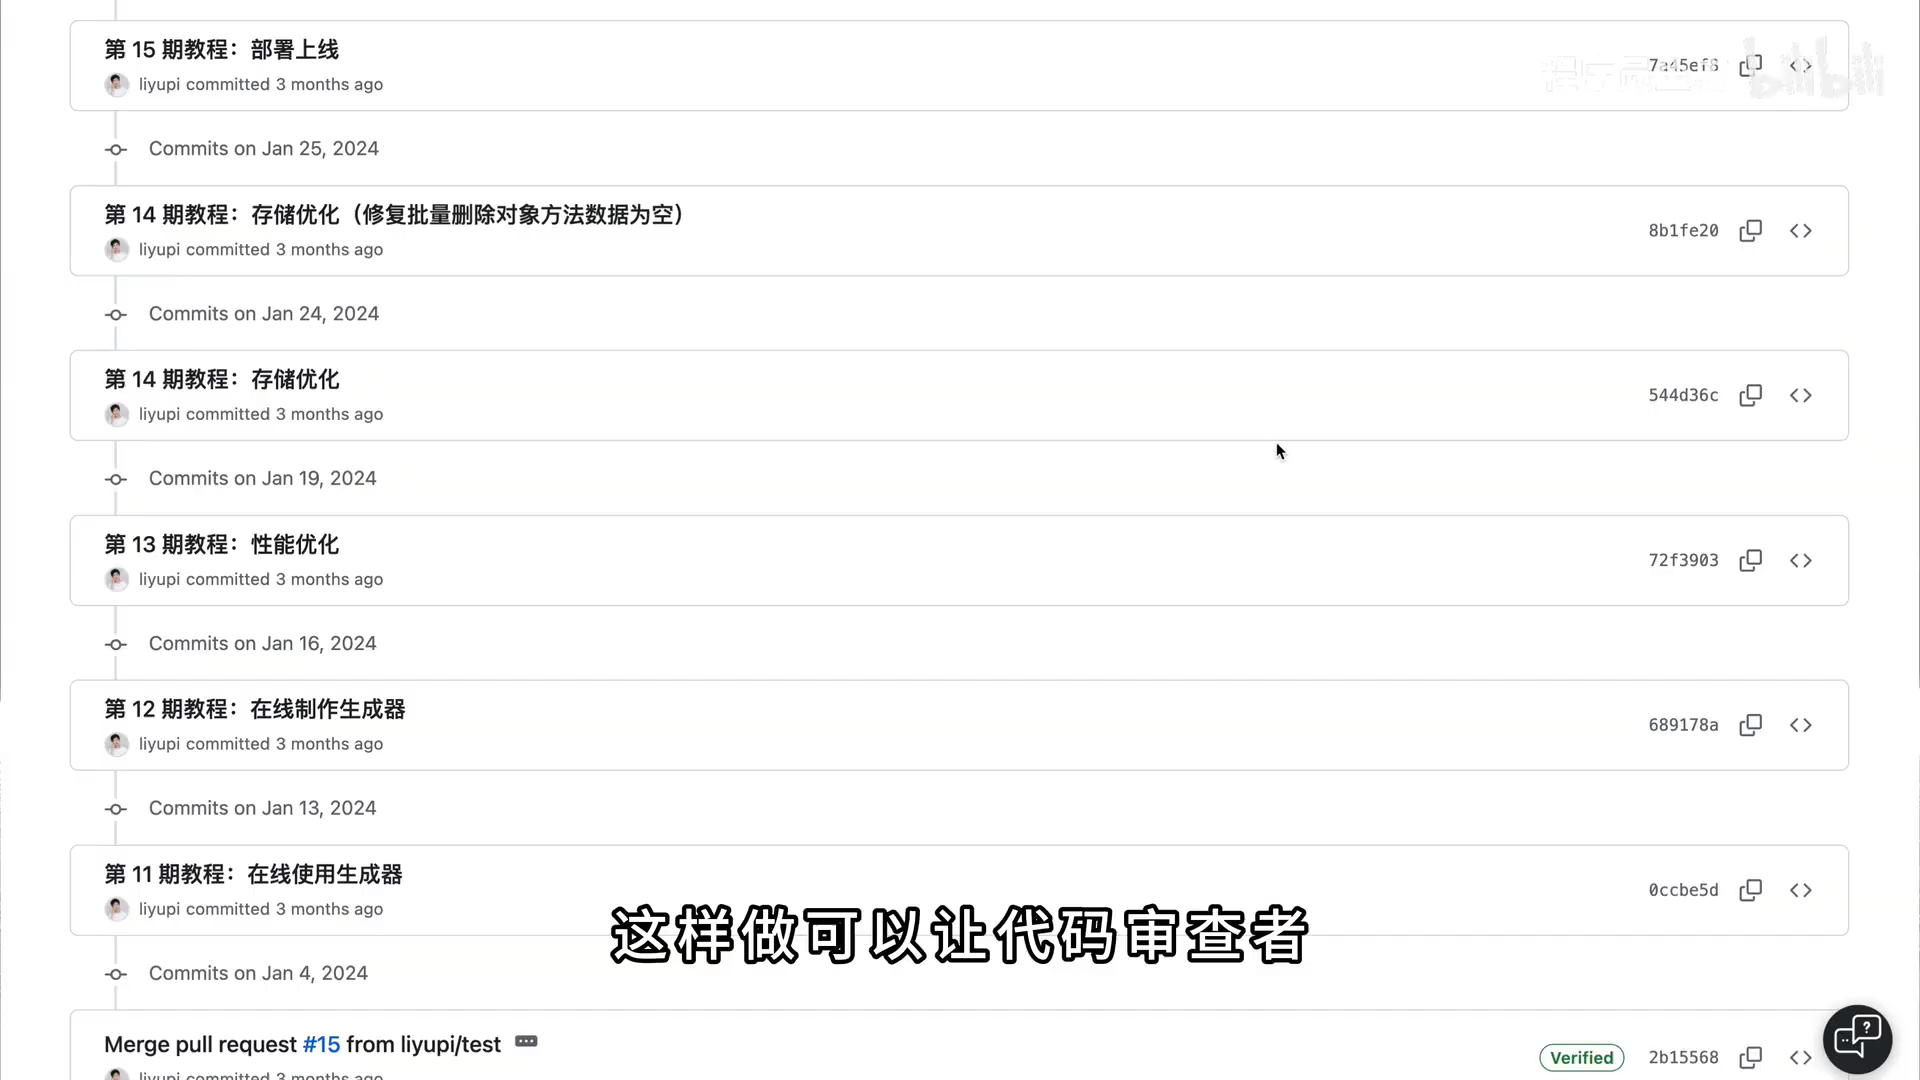 第 15 期教程：部署上线
liyupi committed 3 months ago
7a45ef8
bilibili
Commits on Jan 25, 2024
第 14 期教程：存储优化（修复批量删除对象方法数据为空）
liyupi committed 3 months ago
8b1fe20
Commits on Jan 24, 2024
第 14 期教程：存储优化
liyupi committed 3 months ago
544d36c
Commits on Jan 19, 2024
第 13 期教程：性能优化
liyupi committed 3 months ago
72f3903
Commits on Jan 16, 2024
第 12 期教程：在线制作生成器
liyupi committed 3 months ago
689178a
Commits on Jan 13, 2024
第 11 期教程：在线使用生成器
liyupi committed 3 months ago
0ccbe5d
这样做可以让代码审查者
Commits on Jan 4, 2024
Merge pull request #15 from liyupi/test
Verified
2b15568
liyupi committed 3 months ago